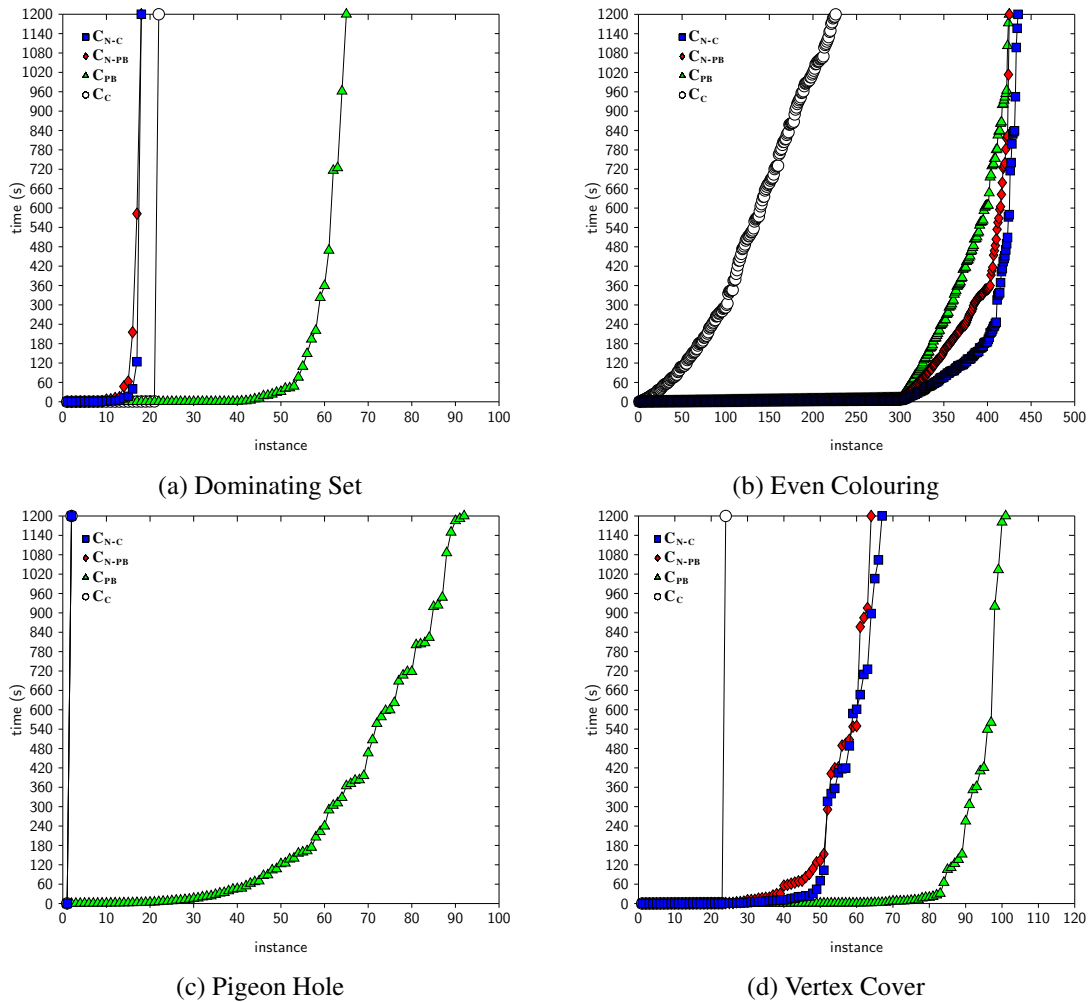 1200
1140
1080
1020
960
900
840
780
720
660
600
540
480
420
360
300
240
180
120
60
0
time (s)
C_N-C
C_N-PB
C_PB
C_C
0 10 20 30 40 50 60 70 80 90 100
instance
(a) Dominating Set
1200
1140
1080
1020
960
900
840
780
720
660
600
540
480
420
360
300
240
180
120
60
0
time (s)
C_N-C
C_N-PB
C_PB
C_C
0 50 100 150 200 250 300 350 400 450 500
instance
(b) Even Colouring
1200
1140
1080
1020
960
900
840
780
720
660
600
540
480
420
360
300
240
180
120
60
0
time (s)
C_N-C
C_N-PB
C_PB
C_C
0 10 20 30 40 50 60 70 80 90 100
instance
(c) Pigeon Hole
1200
1140
1080
1020
960
900
840
780
720
660
600
540
480
420
360
300
240
180
120
60
0
time (s)
C_N-C
C_N-PB
C_PB
C_C
0 10 20 30 40 50 60 70 80 90 100 110 120
instance
(d) Vertex Cover